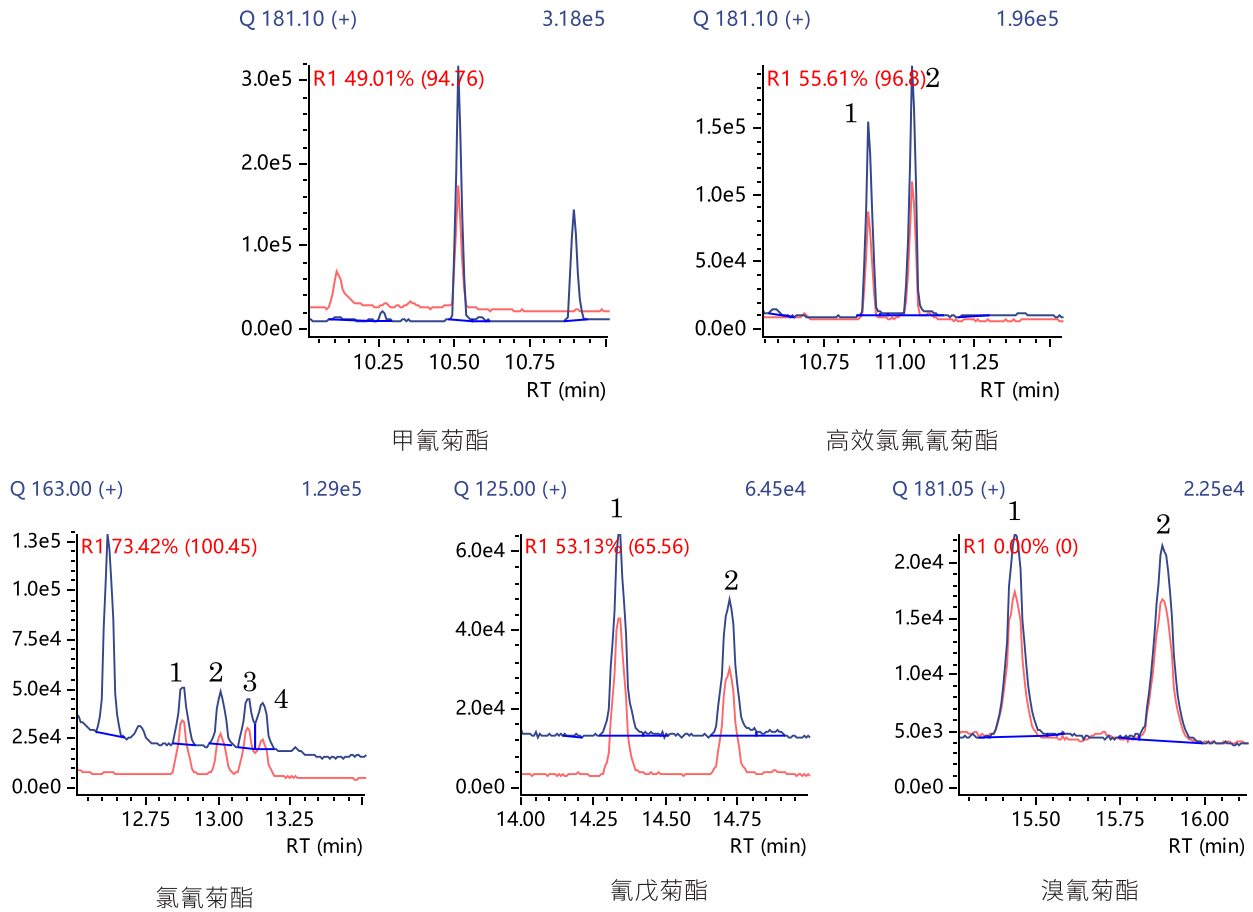 Q 181.10 (+) 3.18e5
R1 49.01% (94.76)
3.0e5
2.0e5
1.0e5
0.0e0
10.25 10.50 10.75
RT (min)
甲氰菊酯
Q 181.10 (+) 1.96e5
R1 55.61% (96.8)
1 2
1.5e5
1.0e5
5.0e4
0.0e0
10.75 11.00 11.25
RT (min)
高效氯氟氰菊酯
Q 163.00 (+) 1.29e5
R1 73.42% (100.45)
1.3e5
1.0e5
7.5e4
5.0e4
2.5e4
0.0e0
1 2 3 4
12.75 13.00 13.25
RT (min)
氯氰菊酯
Q 125.00 (+) 6.45e4
1
R1 53.13% (65.56)
2
6.0e4
4.0e4
2.0e4
0.0e0
14.00 14.25 14.50 14.75
RT (min)
氰戊菊酯
Q 181.05 (+) 2.25e4
1 2
R1 0.00% (0)
2.0e4
1.5e4
1.0e4
5.0e3
0.0e0
15.50 15.75 16.00
RT (min)
溴氰菊酯